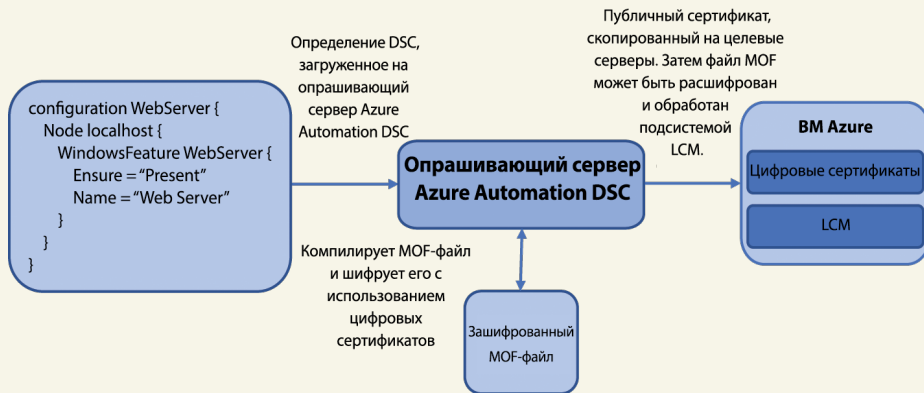 configuration WebServer {
Node localhost {
WindowsFeature WebServer {
Ensure = “Present”
Name = “Web Server”
}
}
}
Определение DSC,
загруженное на
опрашивающий
сервер Azure
Automation DSC
Опрашивающий сервер
Azure Automation DSC
Компилирует MOF-файл
и шифрует его с
использованием
цифровых
сертификатов
Зашифрованный
MOF-файл
Публичный сертификат,
скопированный на целевые
серверы. Затем файл MOF
может быть расшифрован
и обработан
подсистемой
LCM.
ВМ Azure
Цифровые сертификаты
LCM